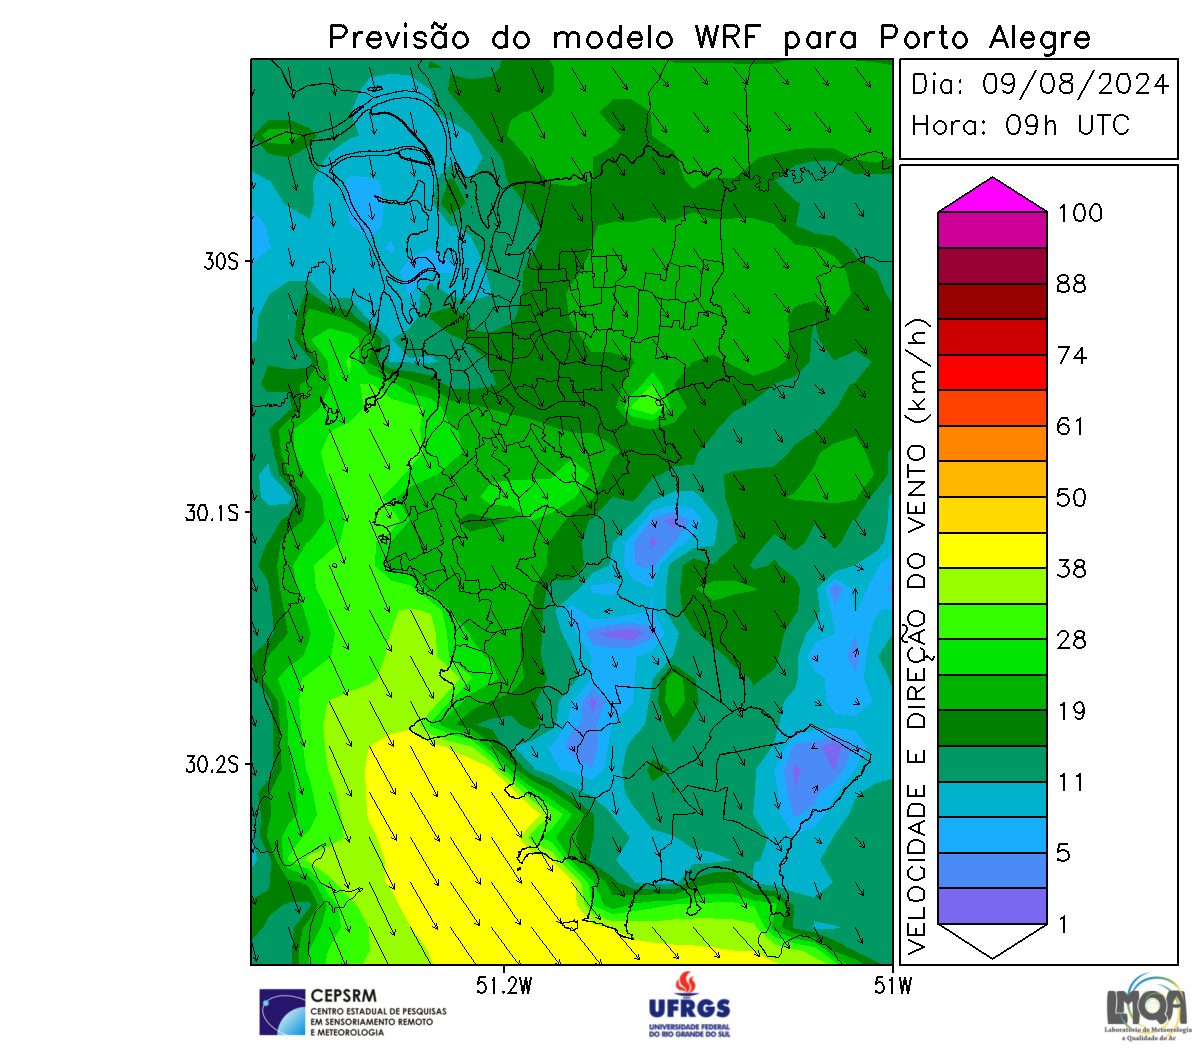 Previsão do modelo WRF para Porto Alegre
Dia: 09/08/2024
Hora: 09h UTC
30S
30.1S
30.2S
51.2W
51W
VELOCIDADE E DIREÇÃO DO VENTO (km/h)
100
88
74
61
50
38
28
19
11
5
1
CEPSRM
CENTRO ESTADUAL DE PESQUISAS
EM SENSORIAMENTO REMOTO
E METEOROLOGIA
UFRGS
UNIVERSIDADE FEDERAL
DO RIO GRANDE DO SUL
LMQA
Laboratório de Meteorologia
e Qualidade do Ar